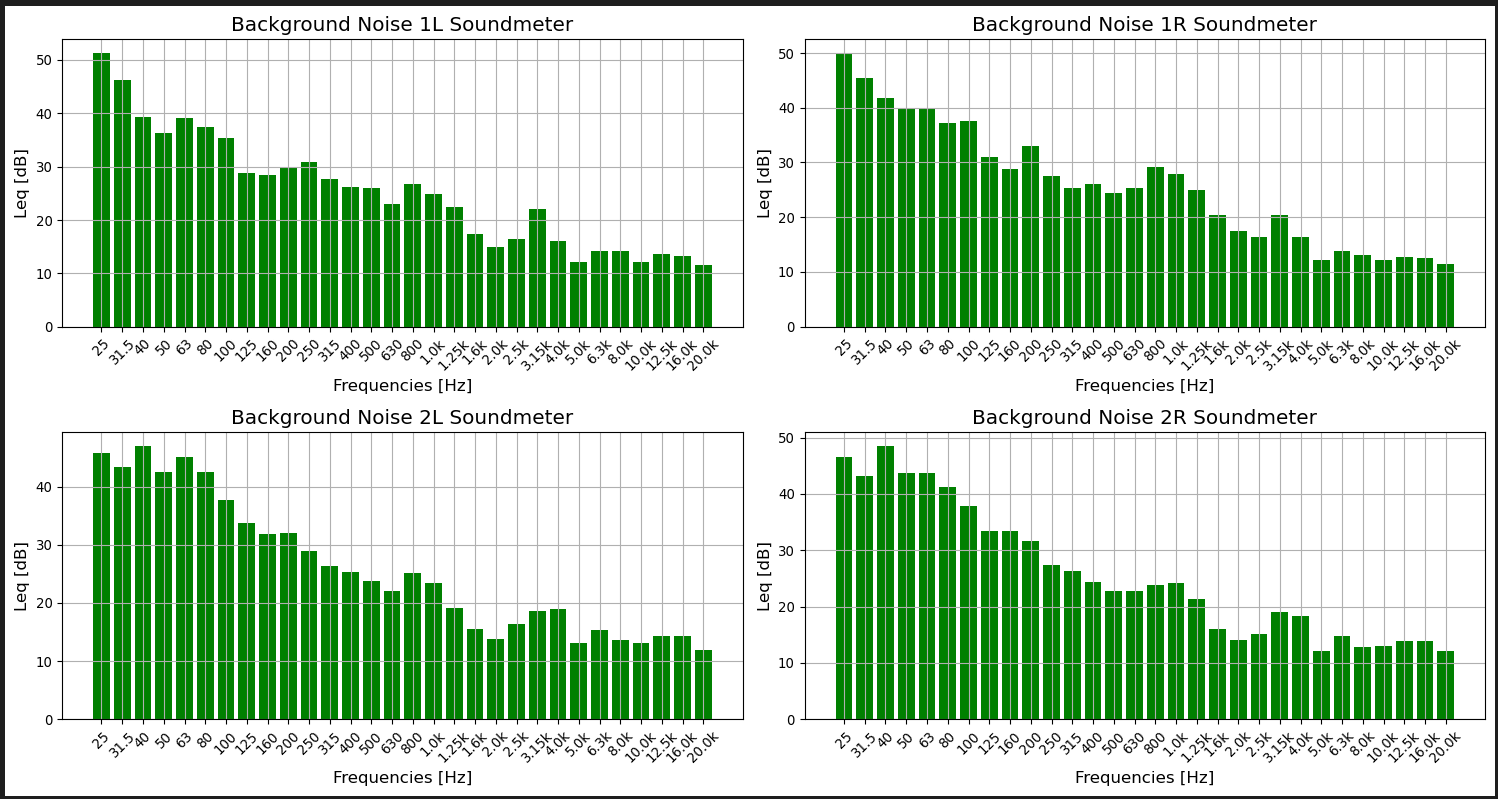 Background Noise 1L Soundmeter
Leq [dB]
50
40
30
20
10
0
25 31.5 40 50 63 80 100 125 160 200 250 315 400 500 630 800 1.0k 1.25k 1.6k 2.0k 2.5k 3.15k 4.0k 5.0k 6.3k 8.0k 10.0k 12.5k 16.0k 20.0k
Frequencies [Hz]
Background Noise 1R Soundmeter
Leq [dB]
50
40
30
20
10
0
25 31.5 40 50 63 80 100 125 160 200 250 315 400 500 630 800 1.0k 1.25k 1.6k 2.0k 2.5k 3.15k 4.0k 5.0k 6.3k 8.0k 10.0k 12.5k 16.0k 20.0k
Frequencies [Hz]
Background Noise 2L Soundmeter
Leq [dB]
40
30
20
10
0
25 31.5 40 50 63 80 100 125 160 200 250 315 400 500 630 800 1.0k 1.25k 1.6k 2.0k 2.5k 3.15k 4.0k 5.0k 6.3k 8.0k 10.0k 12.5k 16.0k 20.0k
Frequencies [Hz]
Background Noise 2R Soundmeter
Leq [dB]
50
40
30
20
10
0
25 31.5 40 50 63 80 100 125 160 200 250 315 400 500 630 800 1.0k 1.25k 1.6k 2.0k 2.5k 3.15k 4.0k 5.0k 6.3k 8.0k 10.0k 12.5k 16.0k 20.0k
Frequencies [Hz]